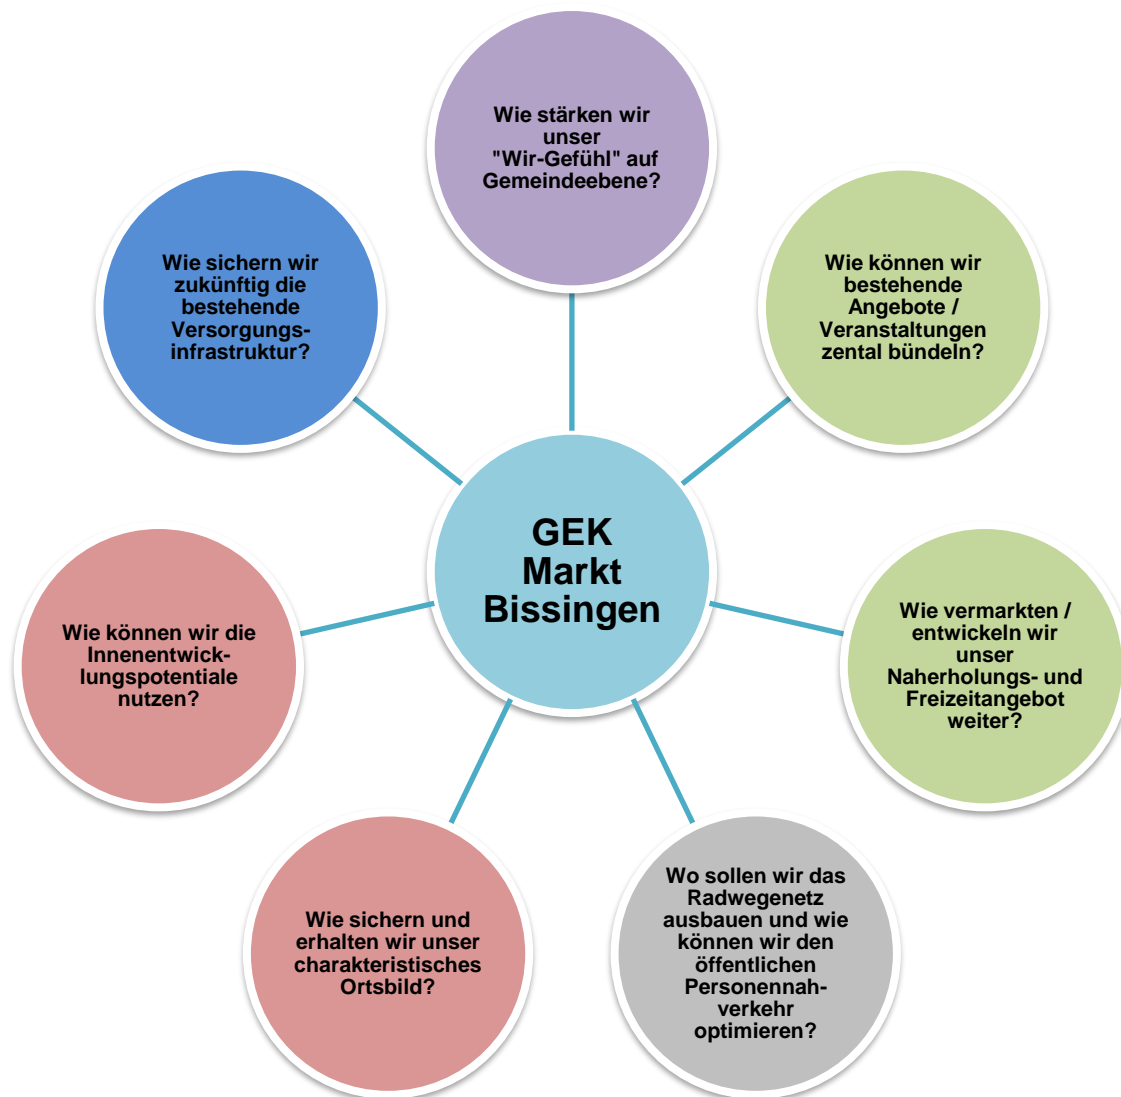 Wie stärken wir
unser
"Wir-Gefühl" auf
Gemeindeebene?
Wie können wir
bestehende
Angebote /
Veranstaltungen
zental bündeln?
Wie vermarkten /
entwickeln wir
unser
Naherholungs- und
Freizeitangebot
weiter?
Wo sollen wir das
Radwegenetz
ausbauen und wie
können wir den
öffentlichen
Personennah-
verkehr
optimieren?
Wie sichern und
erhalten wir unser
charakteristisches
Ortsbild?
Wie können wir die
Innenentwick-
lungspotentiale
nutzen?
Wie sichern wir
zukünftig die
bestehende
Versorgungs-
infrastruktur?
GEK
Markt
Bissingen